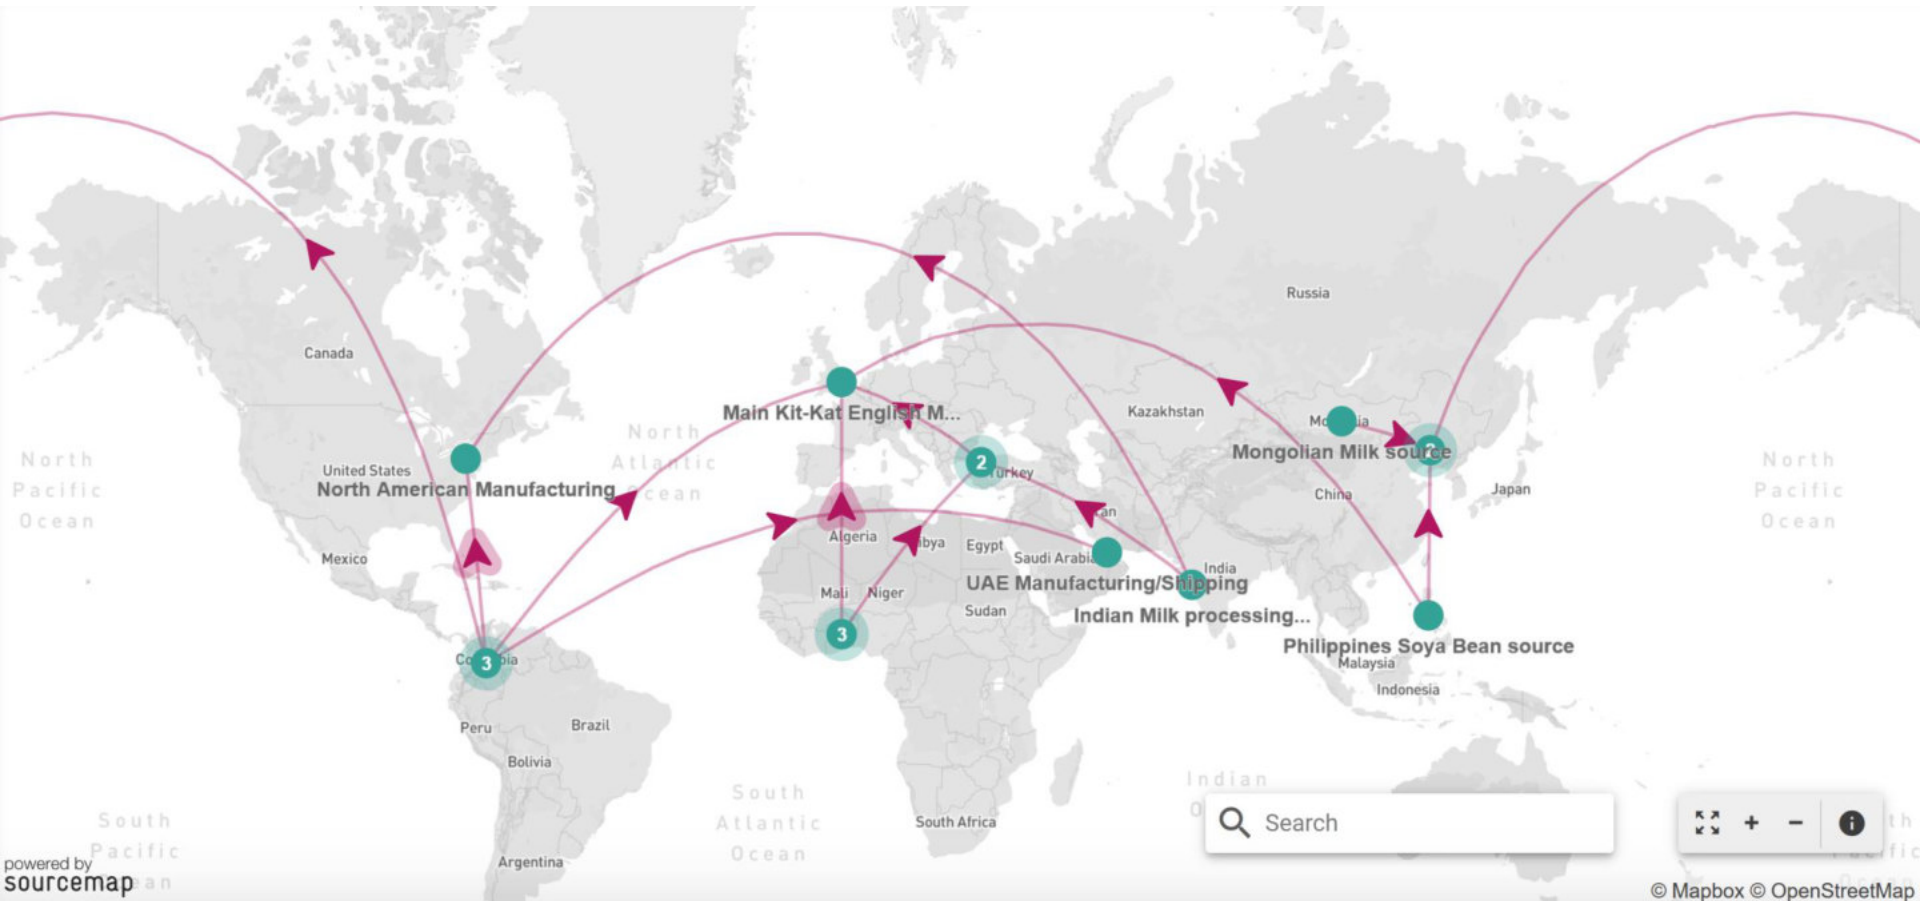 Russia
Canada
Kazakhstan
Main Kit-Kat English M...
North
Atlantic
Ocean
Mongolian Milk source
North
Pacific
Ocean
United States
North American Manufacturing
2
Turkey
China
Japan
North
Pacific
Ocean
Mexico
Algeria
Egypt
Saudi Arabia
India
UAE Manufacturing/Shipping
Mali
Niger
Sudan
Indian Milk processing...
3
3
Philippines Soya Bean source
Malaysia
Indonesia
Peru
Brazil
Bolivia
South
Atlantic
Ocean
Indian
South Africa
Search
+
−
i
South
Pacific
Argentina
powered by
sourcemap
© Mapbox © OpenStreetMap